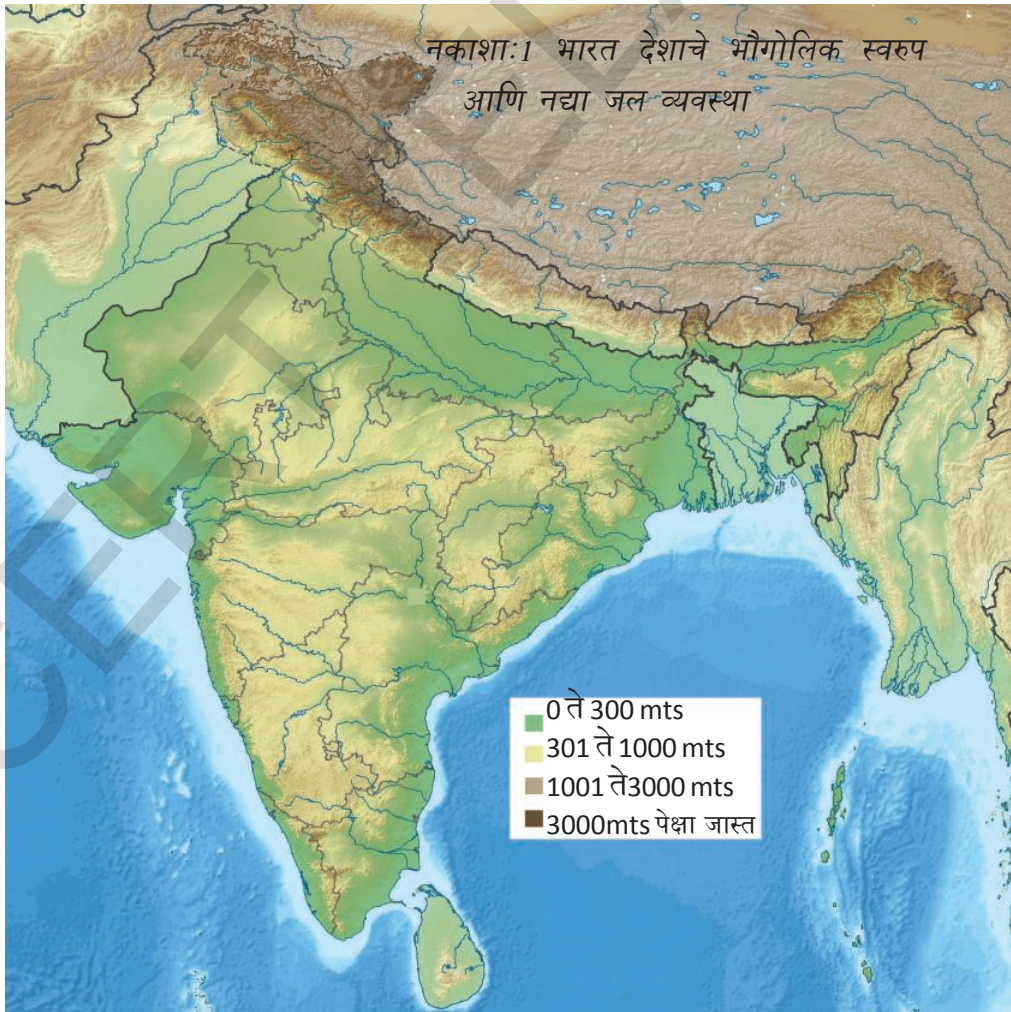 नकाशा:1 भारत देशाचे भौगोलिक स्वरुप
आणि नद्या जल व्यवस्था
0 ते 300 mts
301 ते 1000 mts
1001 ते3000 mts
3000mts पेक्षा जास्त